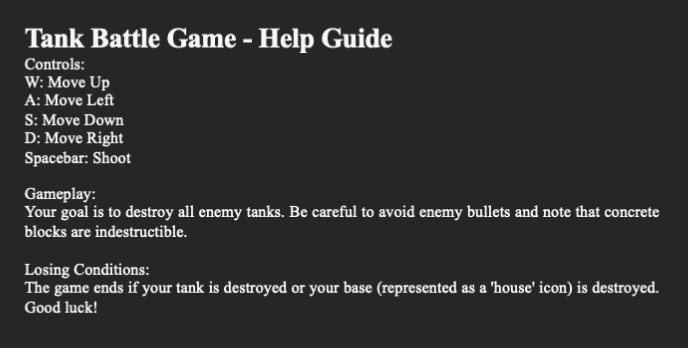 Tank Battle Game - Help Guide
Controls:
W: Move Up
A: Move Left
S: Move Down
D: Move Right
Spacebar: Shoot
Gameplay:
Your goal is to destroy all enemy tanks. Be careful to avoid enemy bullets and note that concrete
blocks are indestructible.
Losing Conditions:
The game ends if your tank is destroyed or your base (represented as a 'house' icon) is destroyed.
Good luck!